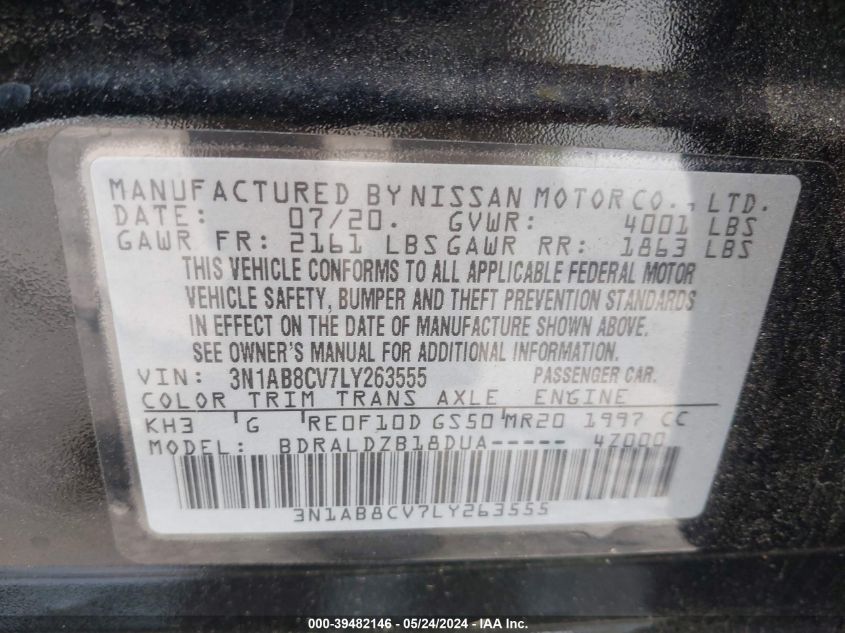 MANUFACTURED BY NISSAN MOTOR CO., LTD.
DATE: 07/20. GVWR: 4001 LBS
GAWR FR: 2161 LBS GAWR RR: 1863 LBS
THIS VEHICLE CONFORMS TO ALL APPLICABLE FEDERAL MOTOR
VEHICLE SAFETY, BUMPER AND THEFT PREVENTION STANDARDS
IN EFFECT ON THE DATE OF MANUFACTURE SHOWN ABOVE.
SEE OWNER'S MANUAL FOR ADDITIONAL INFORMATION.
VIN: 3N1AB8CV7LY263555 PASSENGER CAR.
COLOR TRIM TRANS AXLE ENGINE
KH3 G RE0F10D GS50 MR20 1997 CC
MODEL: BDRALDZB18DUA----- 4Z000
3N1AB8CV7LY263555
000-39482146 - 05/24/2024 - IAA Inc.